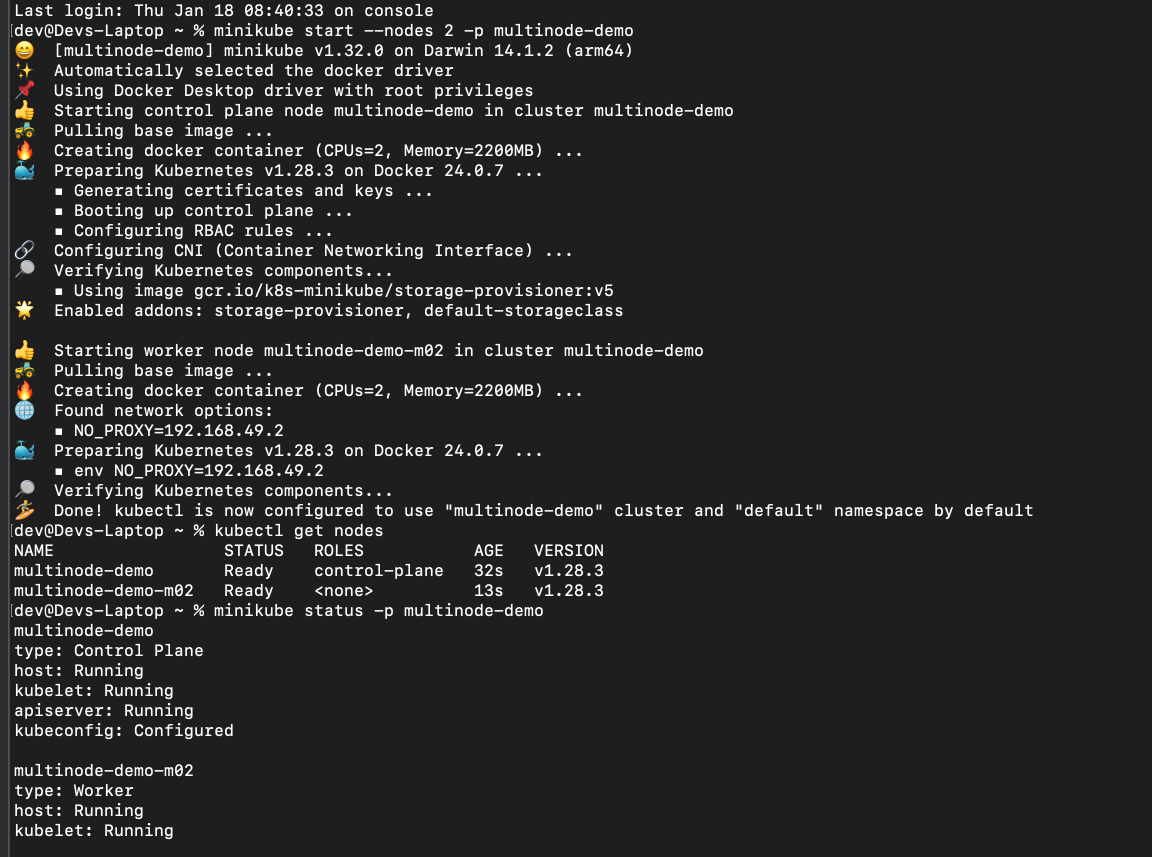 Last login: Thu Jan 18 08:40:33 on console
[dev@Devs-Laptop ~ % minikube start --nodes 2 -p multinode-demo
😄  [multinode-demo] minikube v1.32.0 on Darwin 14.1.2 (arm64)
✨  Automatically selected the docker driver
📌  Using Docker Desktop driver with root privileges
👍  Starting control plane node multinode-demo in cluster multinode-demo
🚜  Pulling base image ...
🔥  Creating docker container (CPUs=2, Memory=2200MB) ...
🐳  Preparing Kubernetes v1.28.3 on Docker 24.0.7 ...
    ▪ Generating certificates and keys ...
    ▪ Booting up control plane ...
    ▪ Configuring RBAC rules ...
🔗  Configuring CNI (Container Networking Interface) ...
🔎  Verifying Kubernetes components...
    ▪ Using image gcr.io/k8s-minikube/storage-provisioner:v5
🌟  Enabled addons: storage-provisioner, default-storageclass

👍  Starting worker node multinode-demo-m02 in cluster multinode-demo
🚜  Pulling base image ...
🔥  Creating docker container (CPUs=2, Memory=2200MB) ...
🌐  Found network options:
    ▪ NO_PROXY=192.168.49.2
🐳  Preparing Kubernetes v1.28.3 on Docker 24.0.7 ...
    ▪ env NO_PROXY=192.168.49.2
🔎  Verifying Kubernetes components...
🏄  Done! kubectl is now configured to use "multinode-demo" cluster and "default" namespace by default
[dev@Devs-Laptop ~ % kubectl get nodes
NAME                 STATUS   ROLES           AGE   VERSION
multinode-demo       Ready    control-plane   32s   v1.28.3
multinode-demo-m02   Ready    <none>          13s   v1.28.3
[dev@Devs-Laptop ~ % minikube status -p multinode-demo
multinode-demo
type: Control Plane
host: Running
kubelet: Running
apiserver: Running
kubeconfig: Configured

multinode-demo-m02
type: Worker
host: Running
kubelet: Running